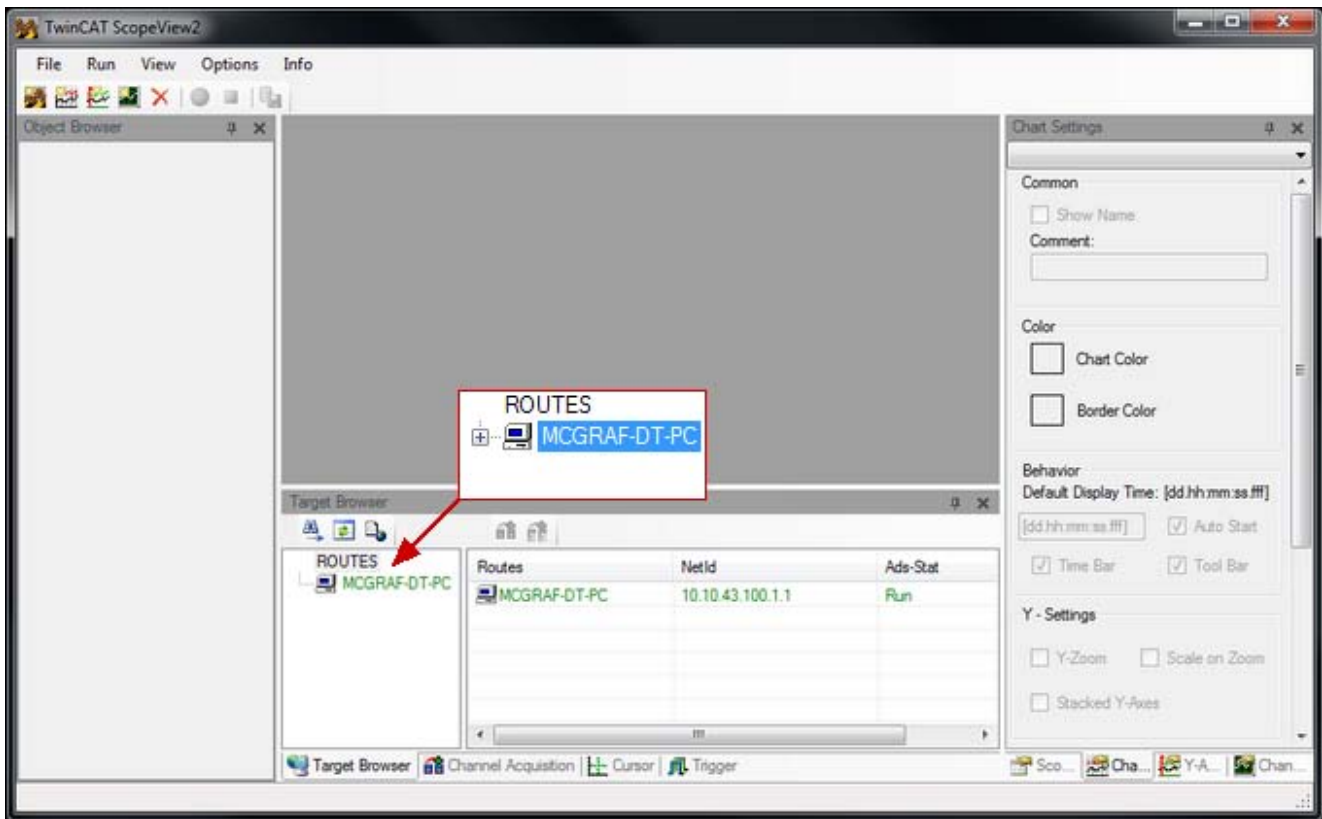 TwinCAT ScopeView2
File Run View Options Info
Object Browser
Chart Settings
Common
Show Name
Comment:
Color
Chart Color
Border Color
Behavior
Default Display Time: [dd.hh:mm:ss.fff]
[dd.hh:mm:ss.fff] Auto Start
Time Bar Tool Bar
Y - Settings
Y-Zoom Scale on Zoom
Stacked Y-Axes
ROUTES
MCGRAF-DT-PC
Target Browser
ROUTES
MCGRAF-DT-PC
Routes NetId Ads-Stat
MCGRAF-DT-PC 10.10.43.100.1.1 Run
Target Browser Channel Acquisition Cursor Trigger
Sco... Cha... Y-A... Chan...